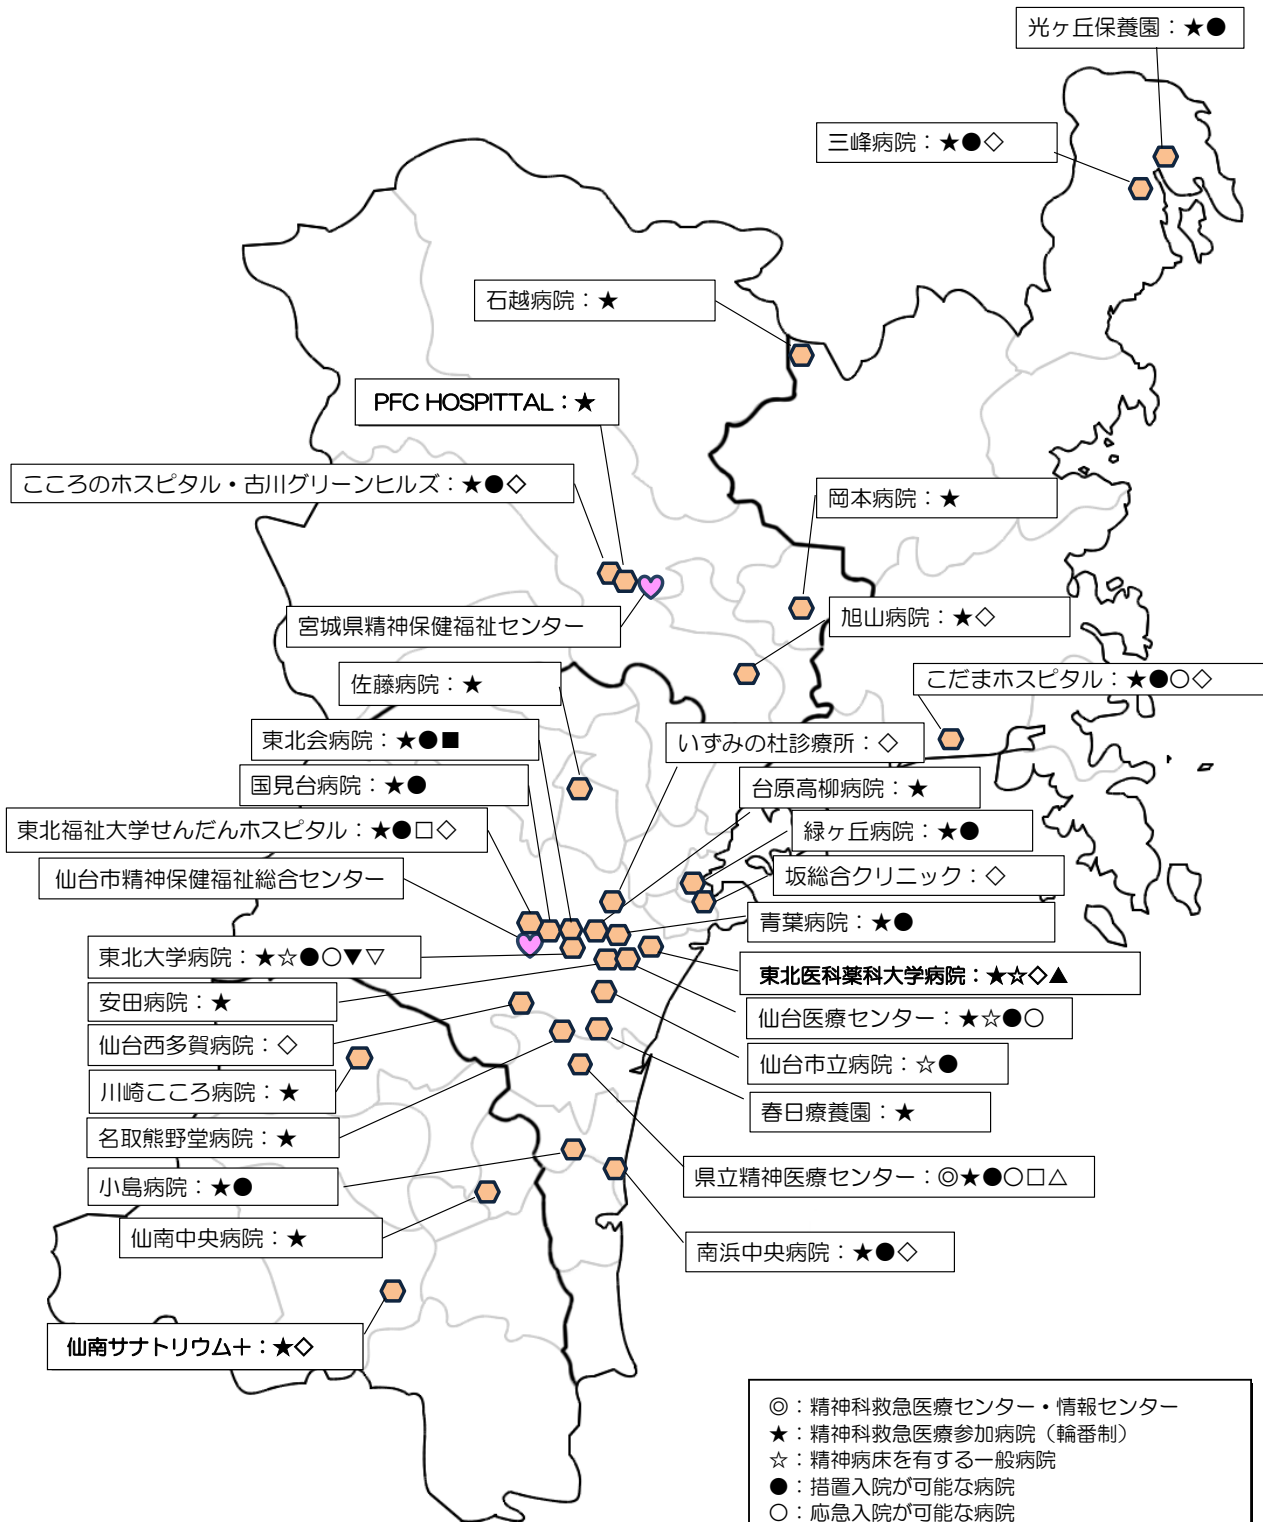 光ヶ丘保養園：★●
三峰病院：★●◇
石越病院：★
PFC HOSPITTAL：★
こころのホスピタル・古川グリーンヒルズ：★●◇
岡本病院：★
宮城県精神保健福祉センター
旭山病院：★◇
佐藤病院：★
こだまホスピタル：★●○◇
東北会病院：★●■
いずみの杜診療所：◇
国見台病院：★●
台原高柳病院：★
東北福祉大学せんだんホスピタル：★●□◇
緑ヶ丘病院：★●
仙台市精神保健福祉総合センター
坂総合クリニック：◇
青葉病院：★●
東北大学病院：★☆●○▼▽
東北医科薬科大学病院：★☆◇▲
安田病院：★
仙台医療センター：★☆●○
仙台西多賀病院：◇
仙台市立病院：☆●
川崎こころ病院：★
春日療養園：★
名取熊野堂病院：★
県立精神医療センター：◎★●○□△
小島病院：★●
仙南中央病院：★
南浜中央病院：★●◇
仙南サナトリウム＋：★◇
◎：精神科救急医療センター・情報センター
★：精神科救急医療参加病院（輪番制）
☆：精神病床を有する一般病院
●：措置入院が可能な病院
○：応急入院が可能な病院